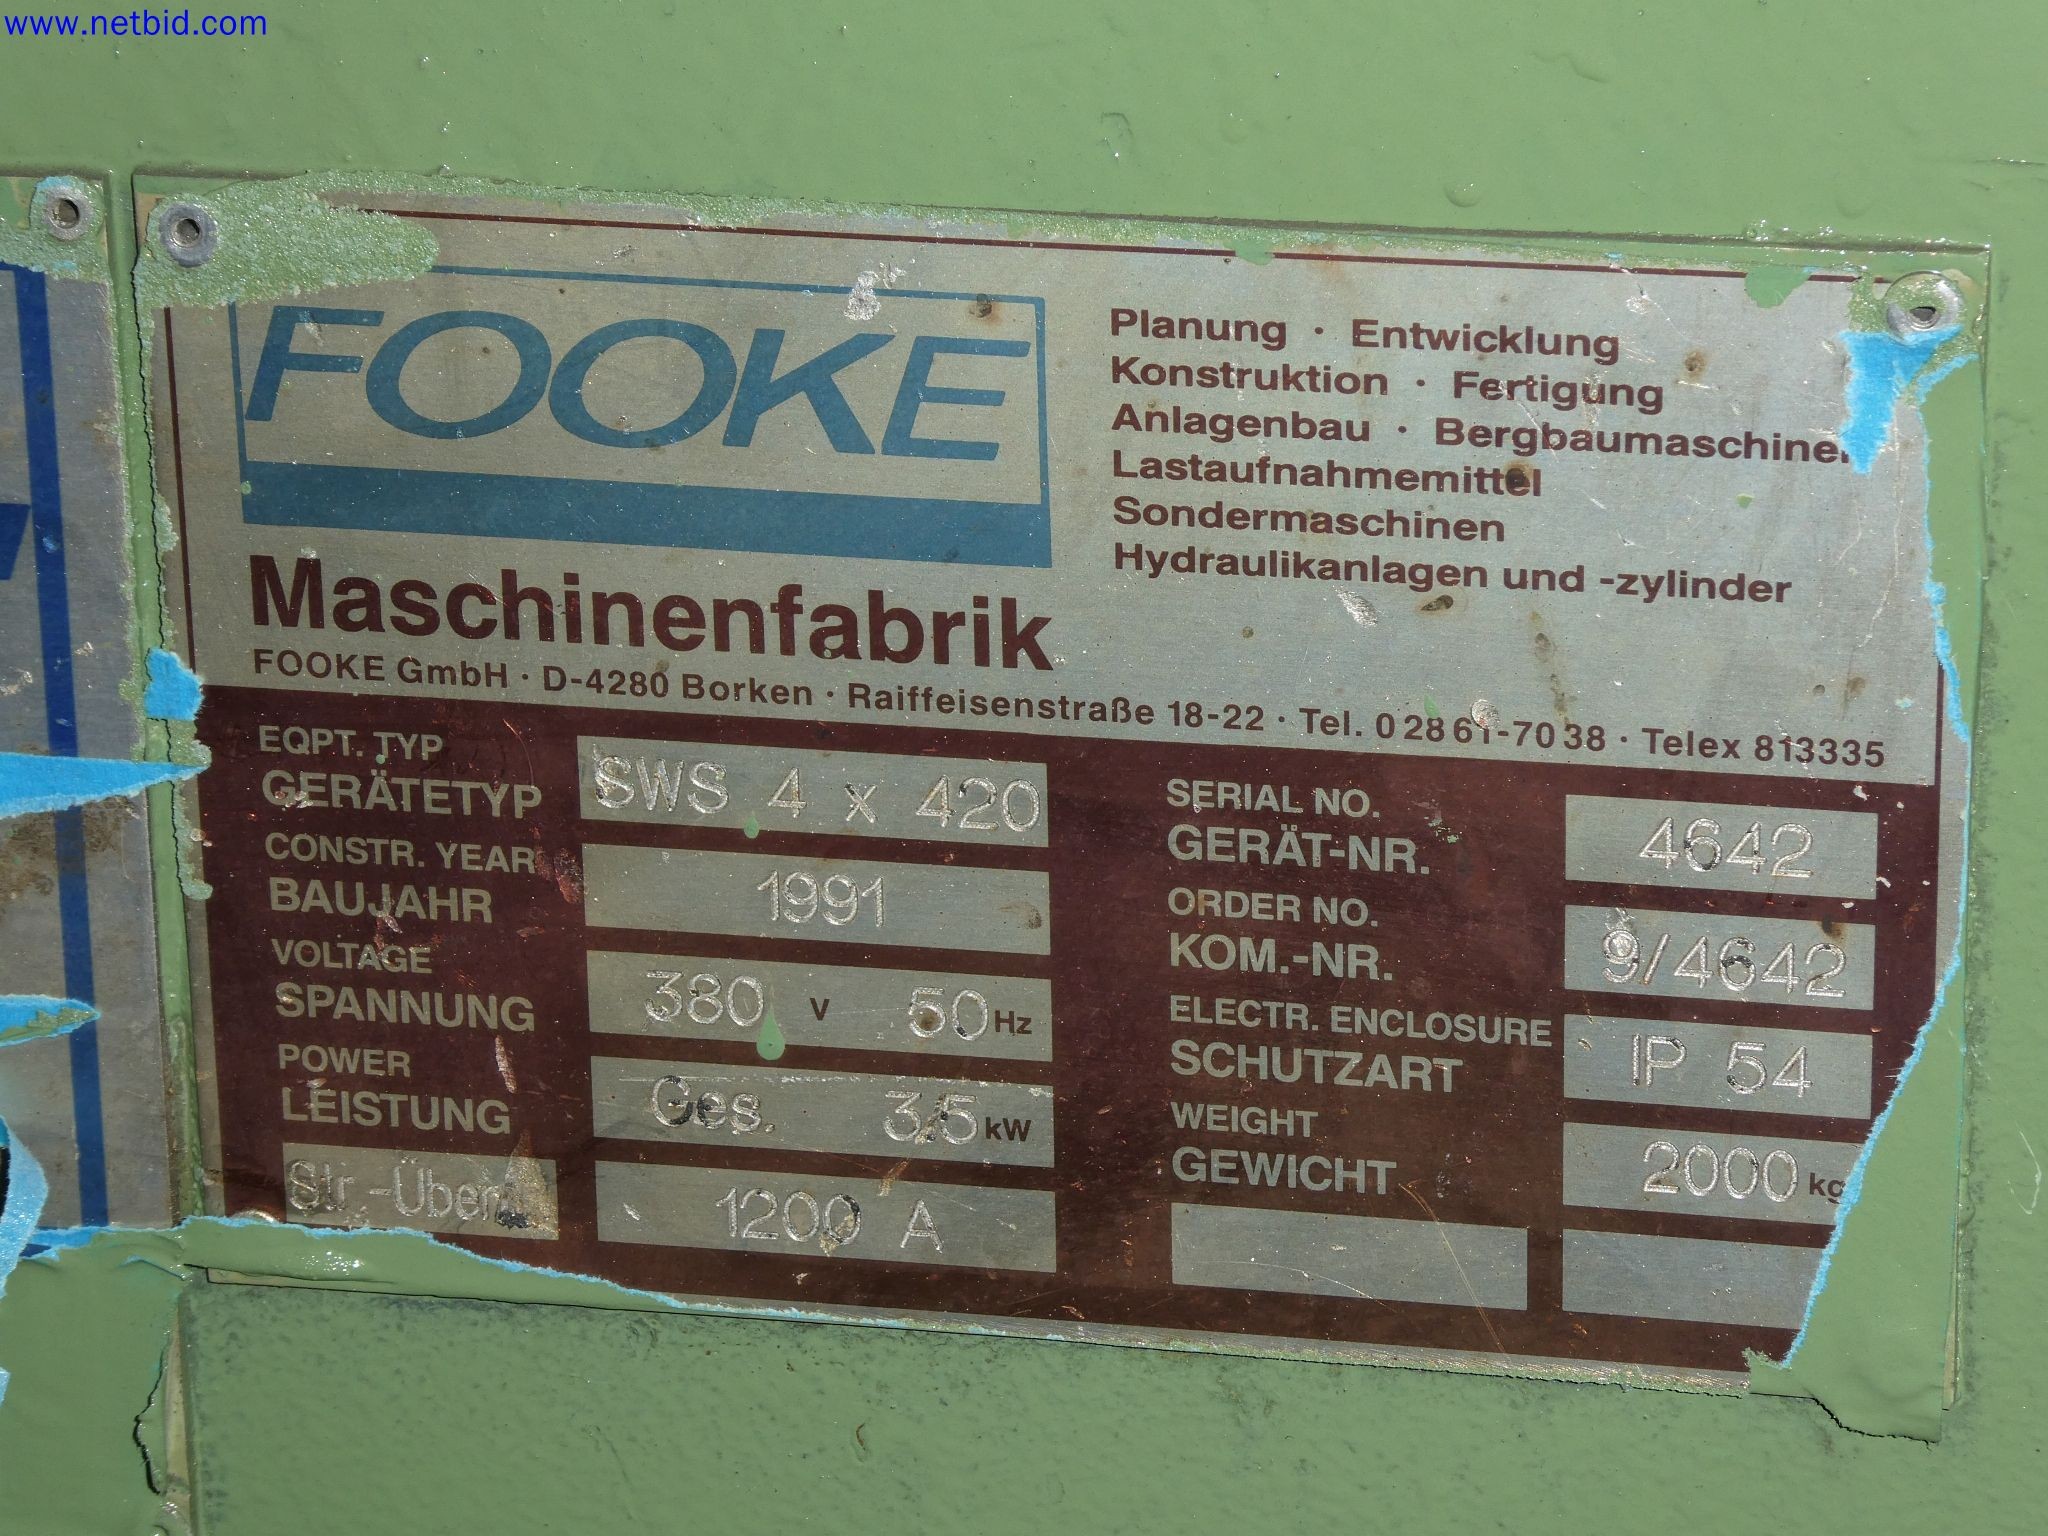 www.netbid.com
FOOKE
Maschinenfabrik
Planung · Entwicklung
Konstruktion · Fertigung
Anlagenbau · Bergbaumaschinen
Lastaufnahmemittel
Sondermaschinen
Hydraulikanlagen und -zylinder
FOOKE GmbH · D-4280 Borken · Raiffeisenstraße 18-22 · Tel. 0 28 61-70 38 · Telex 813335
EQPT. TYP
GERÄTETYP SWS 4 x 420
CONSTR. YEAR
BAUJAHR 1991
VOLTAGE
SPANNUNG 380 V 50 Hz
POWER
LEISTUNG Ges. 3,5 kW
Str.-Übertr. 1200 A
SERIAL NO.
GERÄT-NR. 4642
ORDER NO.
KOM.-NR. 9/4642
ELECTR. ENCLOSURE
SCHUTZART IP 54
WEIGHT
GEWICHT 2000 kg